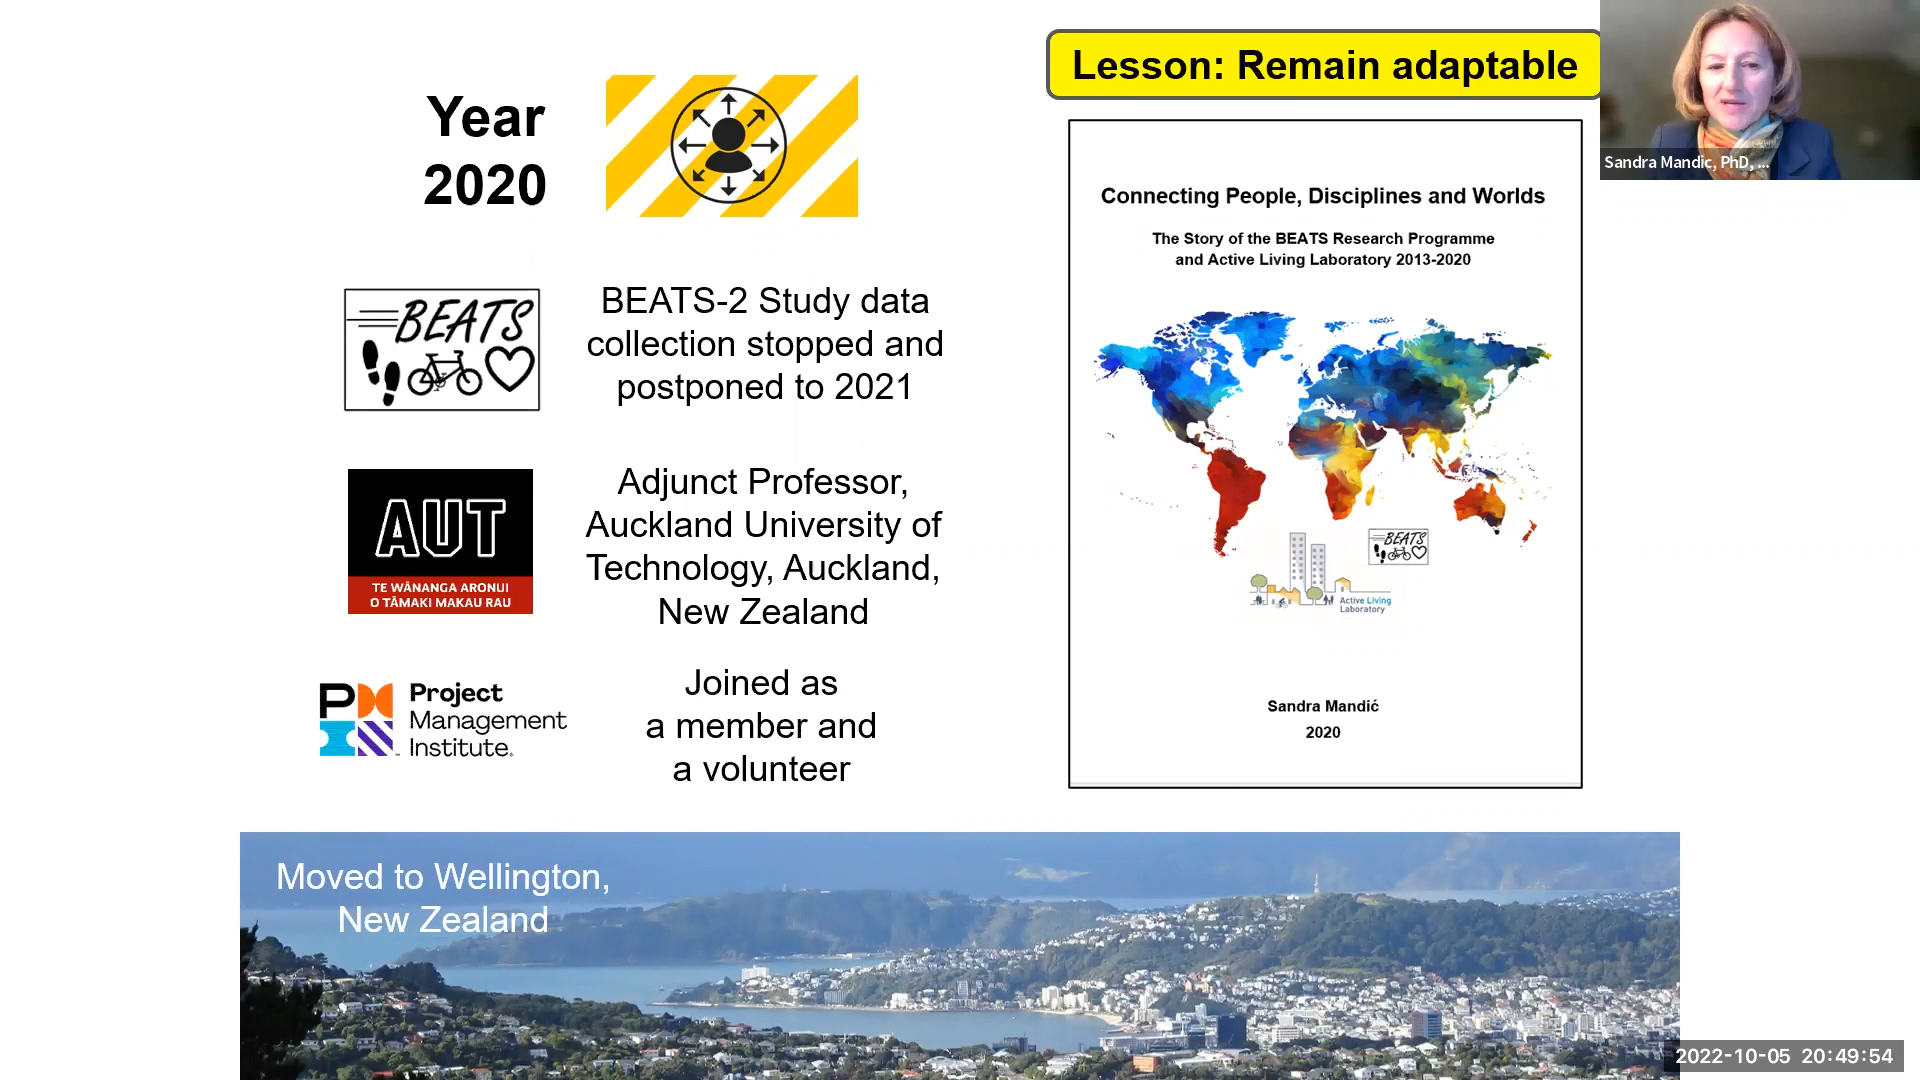 Lesson: Remain adaptable
Sandra Mandic, PhD, ...
Year
2020
BEATS
BEATS-2 Study data
collection stopped and
postponed to 2021
AUT
TE WĀNANGA ARONUI
O TĀMAKI MAKAU RAU
Adjunct Professor,
Auckland University of
Technology, Auckland,
New Zealand
Project
Management
Institute.
Joined as
a member and
a volunteer
Connecting People, Disciplines and Worlds
The Story of the BEATS Research Programme
and Active Living Laboratory 2013-2020
BEATS
Active Living
Laboratory
Sandra Mandić
2020
Moved to Wellington,
New Zealand
2022-10-05 20:49:54